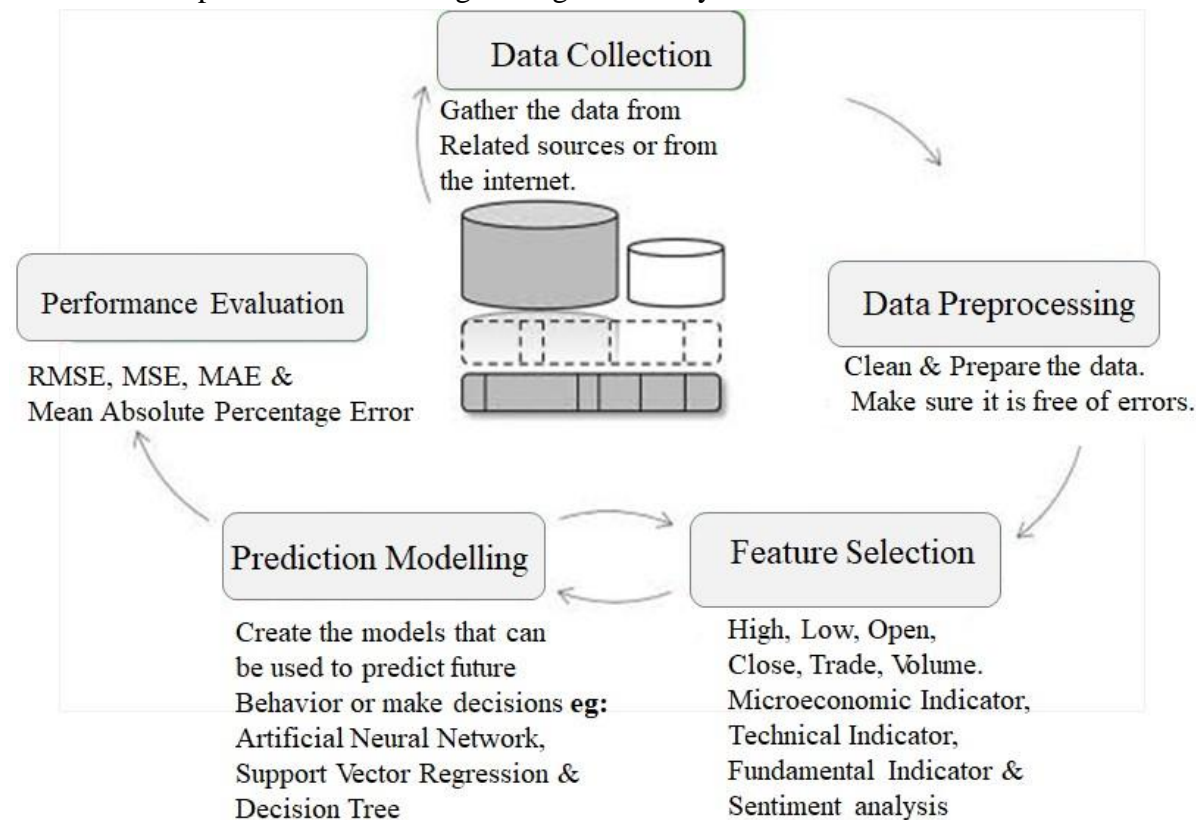 Data Collection
Gather the data from
Related sources or from
the internet.
Data Preprocessing
Clean & Prepare the data.
Make sure it is free of errors.
Feature Selection
High, Low, Open,
Close, Trade, Volume.
Microeconomic Indicator,
Technical Indicator,
Fundamental Indicator &
Sentiment analysis
Prediction Modelling
Create the models that can
be used to predict future
Behavior or make decisions eg:
Artificial Neural Network,
Support Vector Regression &
Decision Tree
Performance Evaluation
RMSE, MSE, MAE &
Mean Absolute Percentage Error